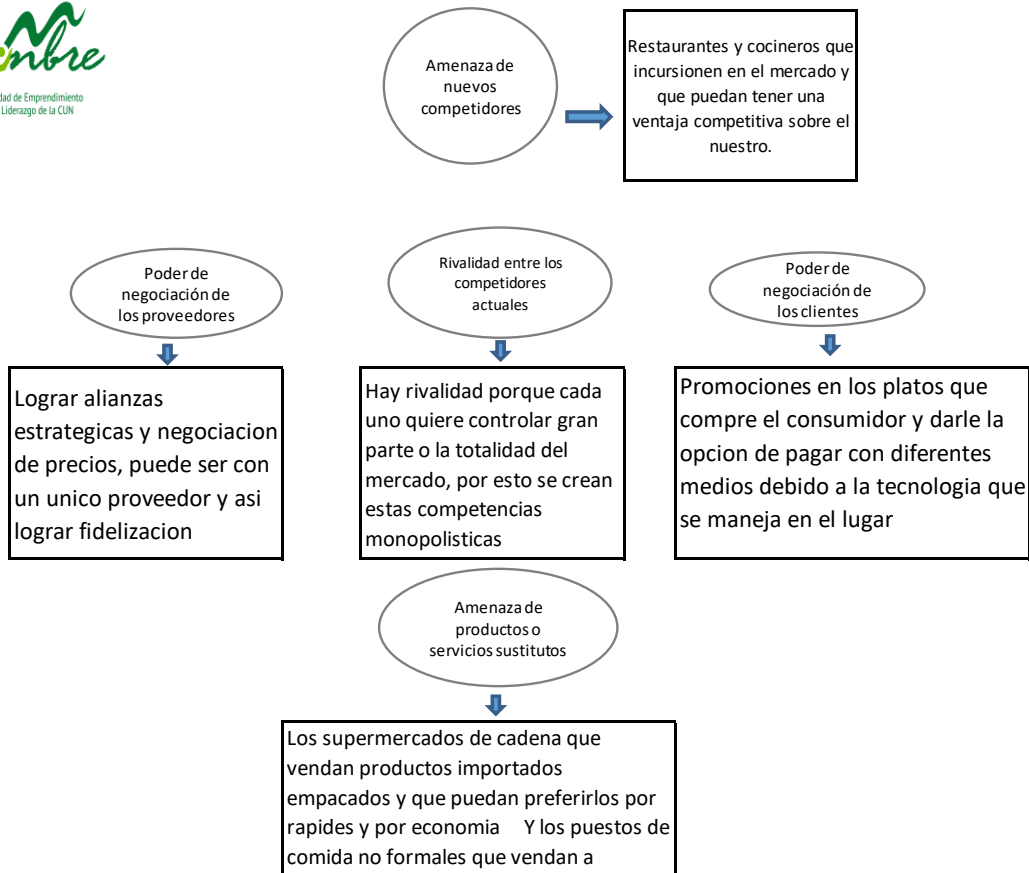 dad de Emprendimiento
Liderazgo de la CUN
Amenaza de
nuevos
competidores
Restaurantes y cocineros que
incursionen en el mercado y
que puedan tener una
ventaja competitiva sobre el
nuestro.
Poder de
negociación de
los proveedores
Rivalidad entre los
competidores
actuales
Poder de
negociación de
los clientes
Lograr alianzas
estrategicas y negociacion
de precios, puede ser con
un unico proveedor y asi
lograr fidelizacion
Hay rivalidad porque cada
uno quiere controlar gran
parte o la totalidad del
mercado, por esto se crean
estas competencias
monopolisticas
Promociones en los platos que
compre el consumidor y darle la
opcion de pagar con diferentes
medios debido a la tecnologia que
se maneja en el lugar
Amenaza de
productos o
servicios sustitutos
Los supermercados de cadena que
vendan productos importados
empacados y que puedan preferirlos por
rapides y por economia Y los puestos de
comida no formales que vendan a